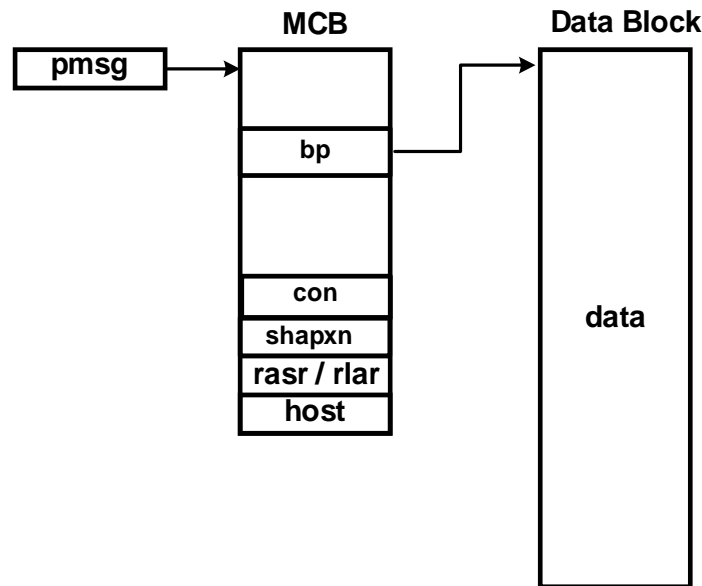 MCB
Data Block
pmsg
bp
con
shapxn
rasr / rlar
host
data